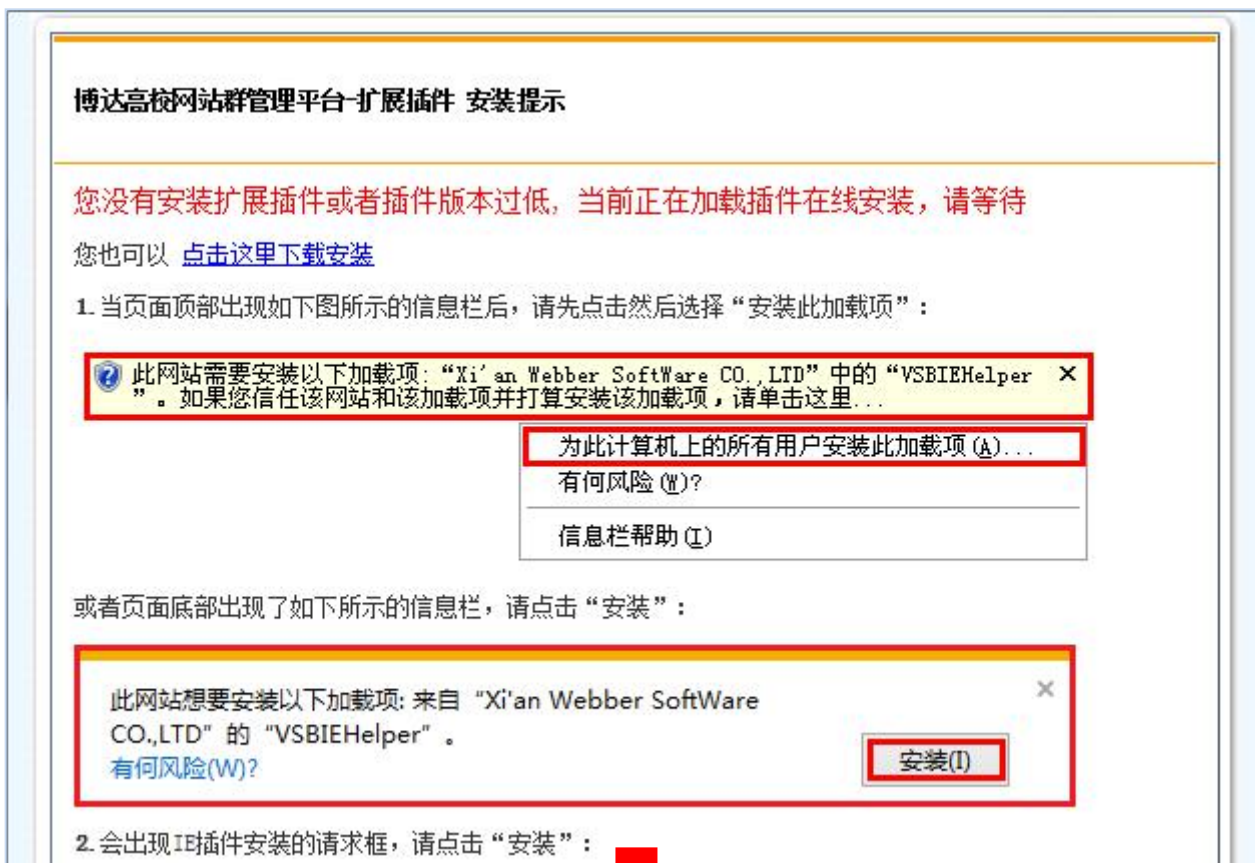 博达高校网站群管理平台-扩展插件 安装提示
您没有安装扩展插件或者插件版本过低, 当前正在加载插件在线安装，请等待
您也可以 点击这里下载安装
1. 当页面顶部出现如下图所示的信息栏后，请先点击然后选择“安装此加载项”：
此网站需要安装以下加载项: “Xi'an Webber SoftWare CO.,LTD”中的“VSBIEHelper
”。如果您信任该网站和该加载项并打算安装该加载项，请单击这里...
为此计算机上的所有用户安装此加载项(A)...
有何风险(W)?
信息栏帮助(I)
或者页面底部出现了如下所示的信息栏，请点击“安装”：
此网站想要安装以下加载项: 来自“Xi'an Webber SoftWare
CO.,LTD”的“VSBIEHelper”。
有何风险(W)?
安装(I)
2. 会出现IE插件安装的请求框，请点击“安装”：